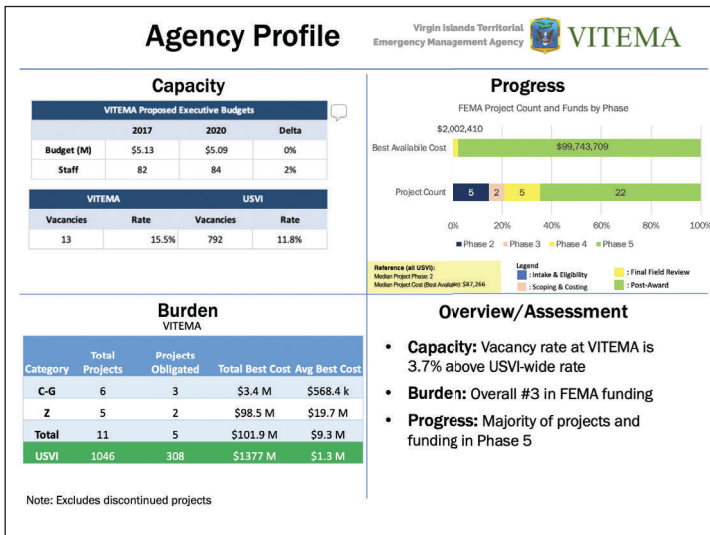 Agency Profile
Virgin Islands Territorial
Emergency Management Agency
VITEMA
Capacity
VITEMA Proposed Executive Budgets
2017 2020 Delta
Budget (M) $5.13 $5.09 0%
Staff 82 84 2%
VITEMA USVI
Vacancies Rate Vacancies Rate
13 15.5% 792 11.8%
Progress
FEMA Project Count and Funds by Phase
$2,002,410
Best Availabile Cost $99,743,709
Project Count 5 2 5 22
0% 20% 40% 60% 80% 100%
Phase 2 Phase 3 Phase 4 Phase 5
Reference (all USVI):
Median Project Phase: 2
Median Project Cost (Best Available): $87,266
Legend
: Intake & Eligibility
: Scoping & Costing
: Final Field Review
: Post-Award
Burden
VITEMA
Category Total Projects Projects Obligated Total Best Cost Avg Best Cost
C-G 6 3 $3.4 M $568.4 k
Z 5 2 $98.5 M $19.7 M
Total 11 5 $101.9 M $9.3 M
USVI 1046 308 $1377 M $1.3 M
Note: Excludes discontinued projects
Overview/Assessment
• Capacity: Vacancy rate at VITEMA is
3.7% above USVI-wide rate
• Burden: Overall #3 in FEMA funding
• Progress: Majority of projects and
funding in Phase 5